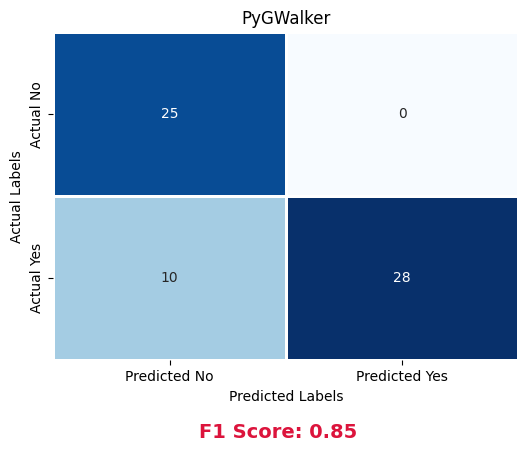 PyGWalker
Actual Labels
Actual No
25
0
Actual Yes
10
28
Predicted No
Predicted Yes
Predicted Labels
F1 Score: 0.85